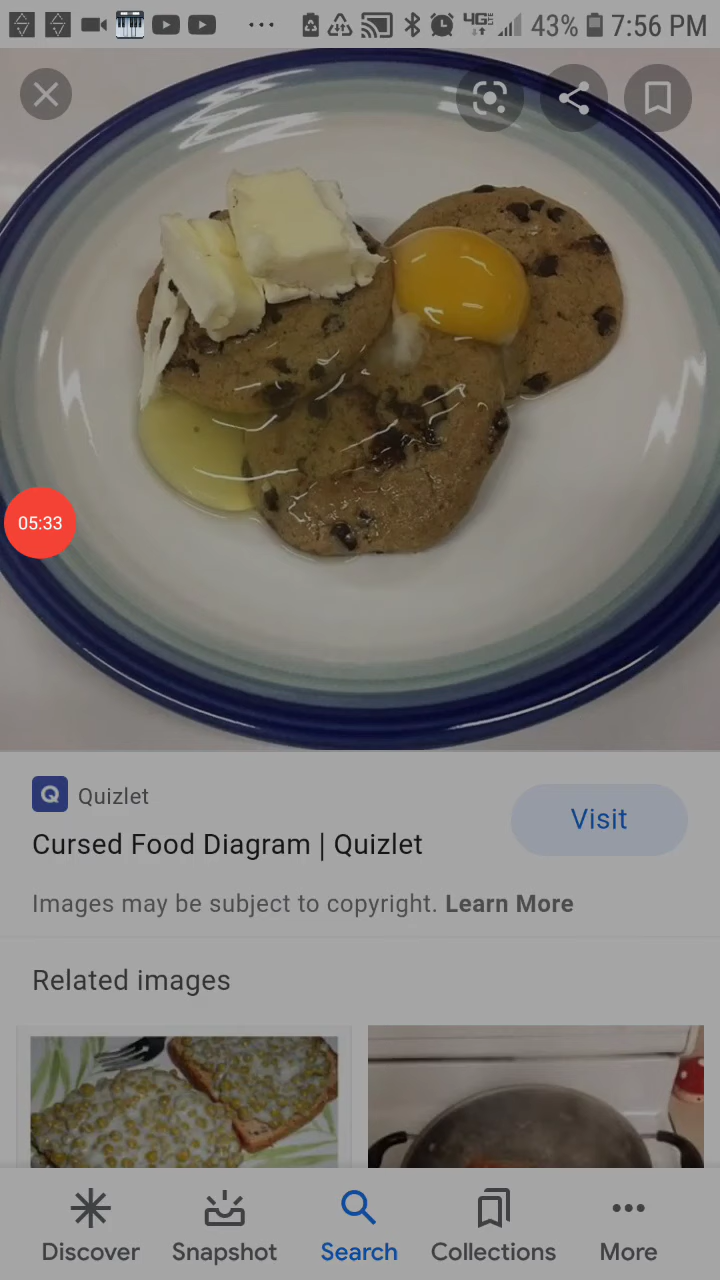 4GE 43% 7:56 PM
05:33
Q Quizlet
Cursed Food Diagram | Quizlet
Visit
Images may be subject to copyright. Learn More
Related images
Discover Snapshot Search Collections More